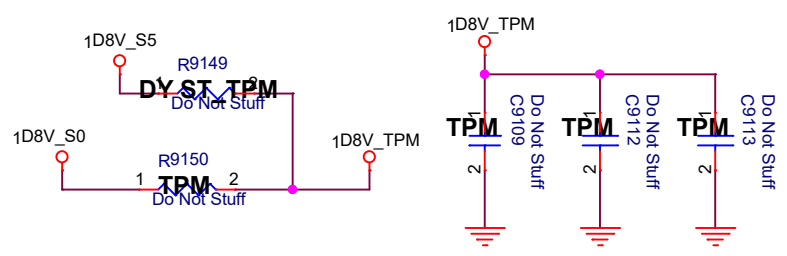 1D8V_S5
R9149
1
2
DY ST_TPM
Do Not Stuff
1D8V_S0
R9150
1
2
TPM
Do Not Stuff
1D8V_TPM
1D8V_TPM
1
TPM
2
C9109
Do Not Stuff
1
TPM
2
C9112
Do Not Stuff
1
TPM
2
C9113
Do Not Stuff